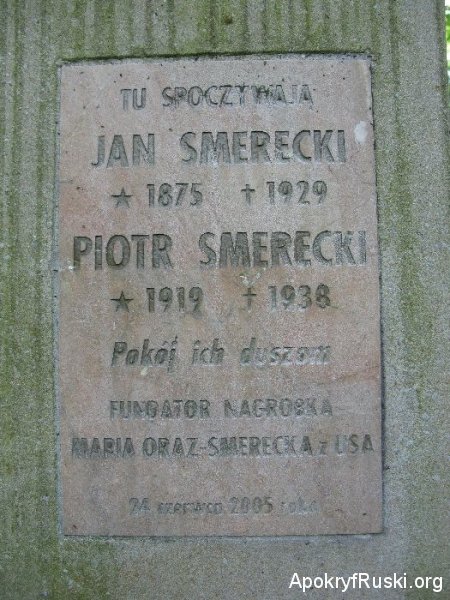 TU SPOCZYWAJĄ
JAN SMERECKI
★ 1875 † 1929
PIOTR SMERECKI
★ 1919 † 1938
Pokój ich duszom
FUNDATOR NAGROBKA
MARIA ORAZ-SMERECKA z USA
24 czerwca 2005 roku
ApokryfRuski.org